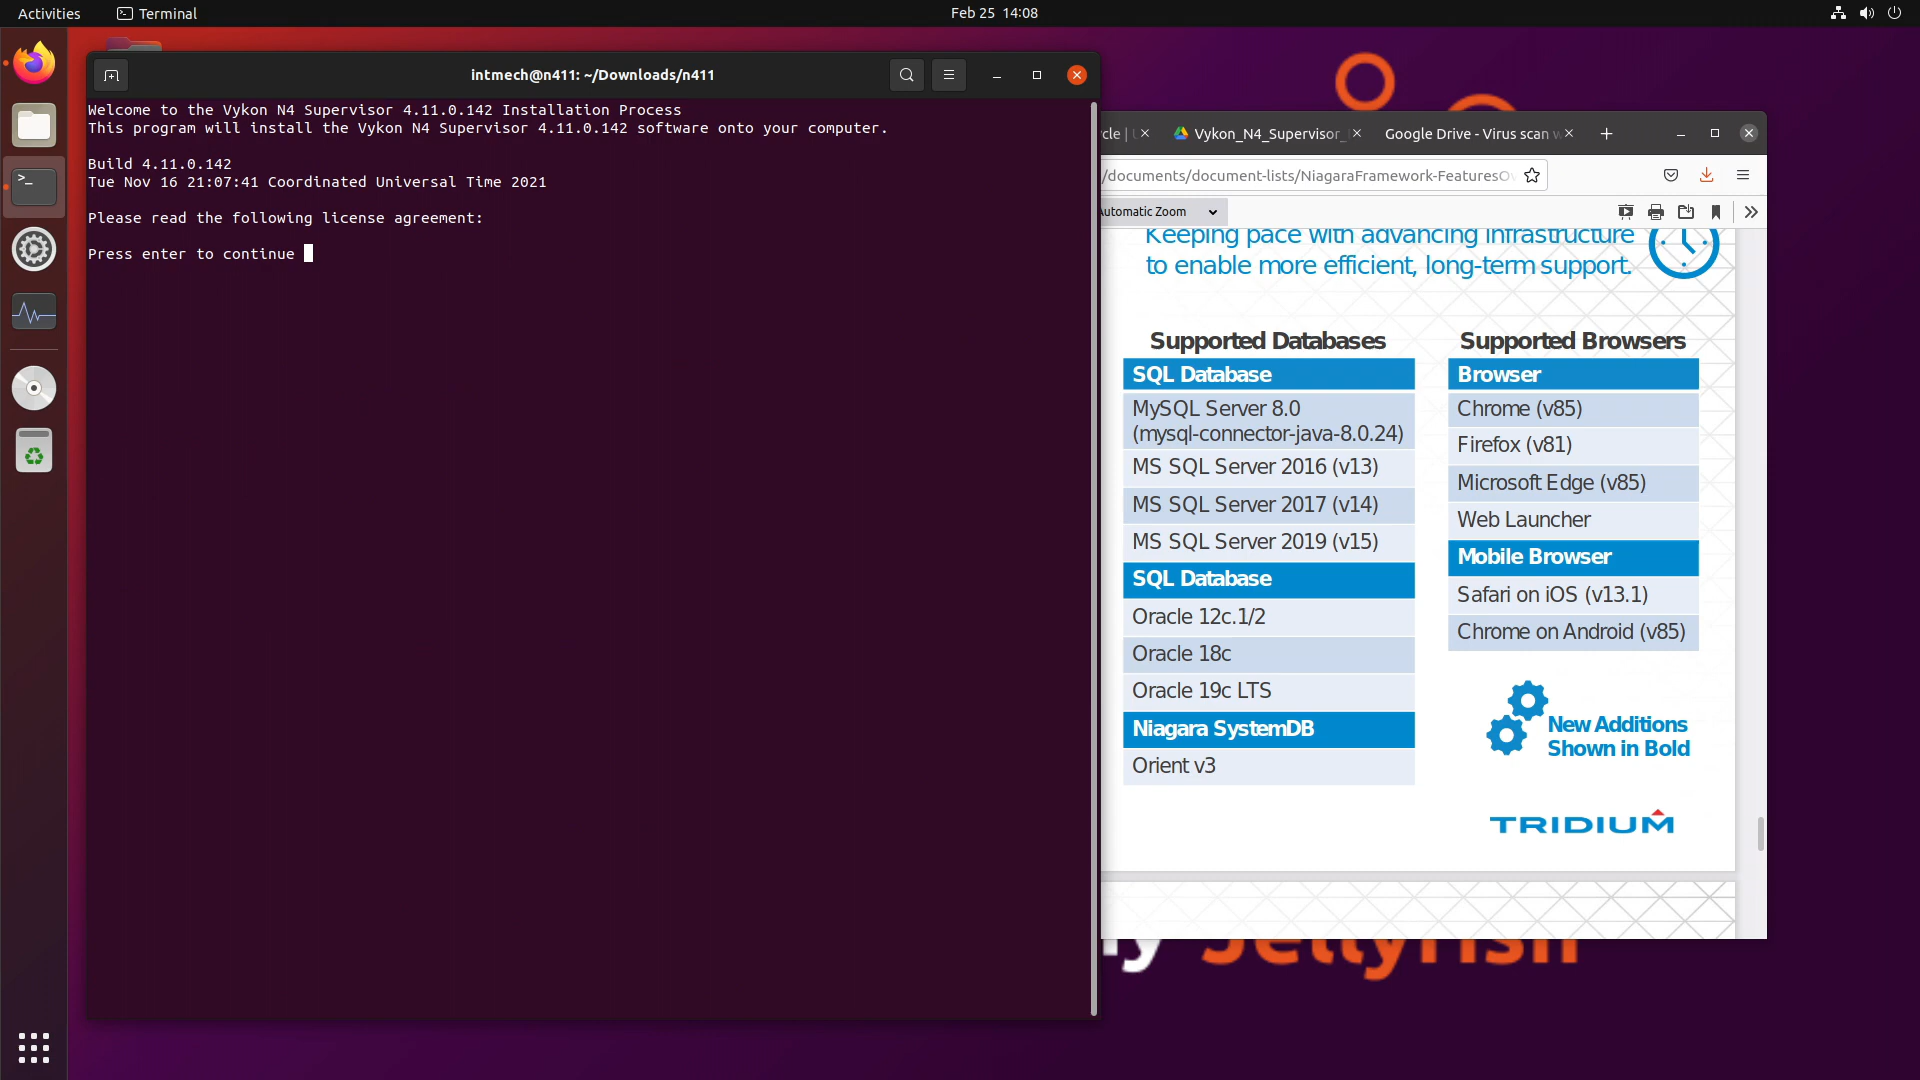 Activities
Terminal
Feb 25 14:08
intmech@n411: ~/Downloads/n411
Welcome to the Vykon N4 Supervisor 4.11.0.142 Installation Process
This program will install the Vykon N4 Supervisor 4.11.0.142 software onto your computer.
Build 4.11.0.142
Tue Nov 16 21:07:41 Coordinated Universal Time 2021
Please read the following license agreement:
Press enter to continue
cle |
Vykon_N4_Supervisor_
Google Drive - Virus scan w
/documents/document-lists/NiagaraFramework-FeaturesOv
Automatic Zoom
Keeping pace with advancing infrastructure
to enable more efficient, long-term support.
Supported Databases
SQL Database
MySQL Server 8.0
(mysql-connector-java-8.0.24)
MS SQL Server 2016 (v13)
MS SQL Server 2017 (v14)
MS SQL Server 2019 (v15)
SQL Database
Oracle 12c.1/2
Oracle 18c
Oracle 19c LTS
Niagara SystemDB
Orient v3
Supported Browsers
Browser
Chrome (v85)
Firefox (v81)
Microsoft Edge (v85)
Web Launcher
Mobile Browser
Safari on iOS (v13.1)
Chrome on Android (v85)
New Additions
Shown in Bold
TRIDIUM
Jellyfish